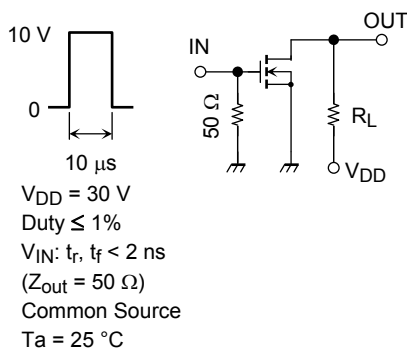 10 V
0
10 μs
IN
OUT
50 Ω
RL
VDD
VDD = 30 V
Duty ≤ 1%
VIN: tr, tf < 2 ns
(Zout = 50 Ω)
Common Source
Ta = 25 °C